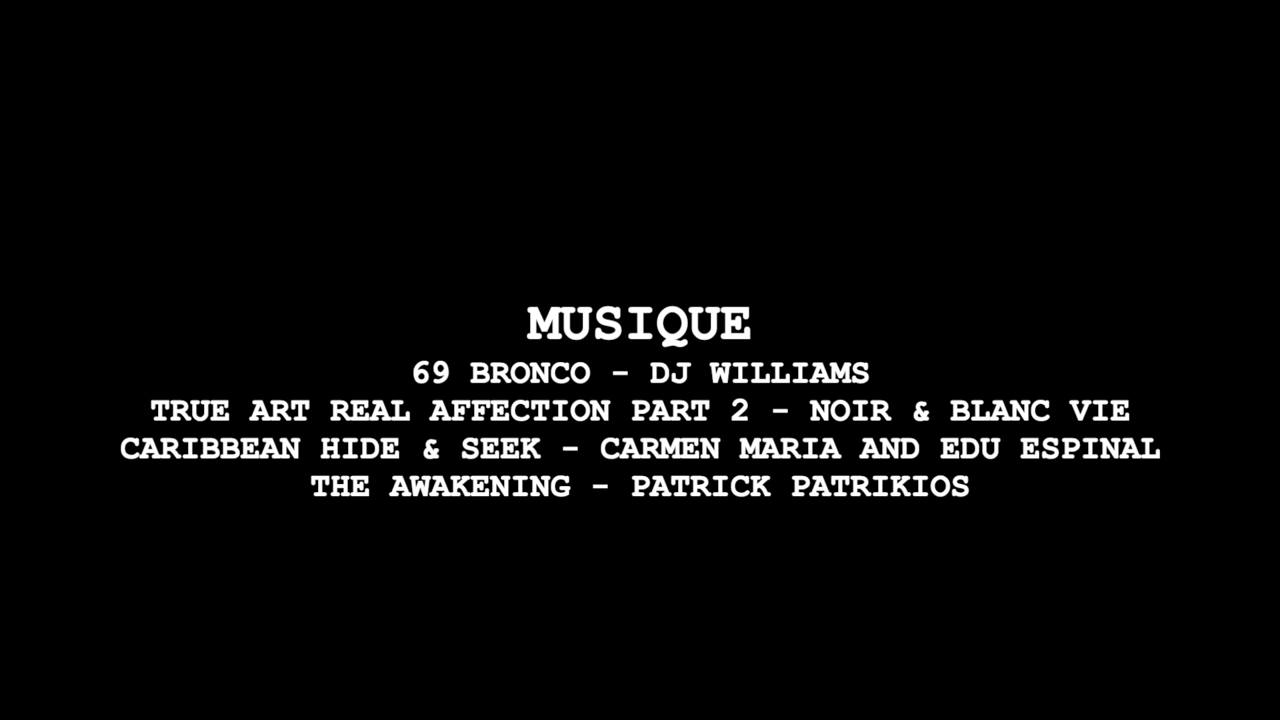 MUSIQUE
69 BRONCO - DJ WILLIAMS
TRUE ART REAL AFFECTION PART 2 - NOIR & BLANC VIE
CARIBBEAN HIDE & SEEK - CARMEN MARIA AND EDU ESPINAL
THE AWAKENING - PATRICK PATRIKIOS